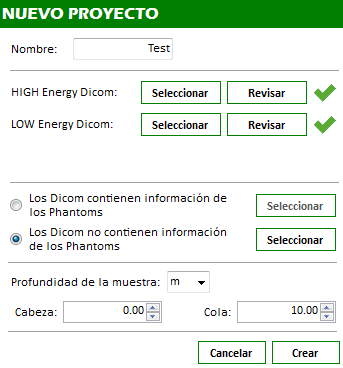 NUEVO PROYECTO
Nombre: Test
HIGH Energy Dicom: Seleccionar Revisar
LOW Energy Dicom: Seleccionar Revisar
Los Dicom contienen información de
los Phantoms
Seleccionar
Los Dicom no contienen información
de los Phantoms
Seleccionar
Profundidad de la muestra: m
Cabeza: 0.00 Cola: 10.00
Cancelar Crear